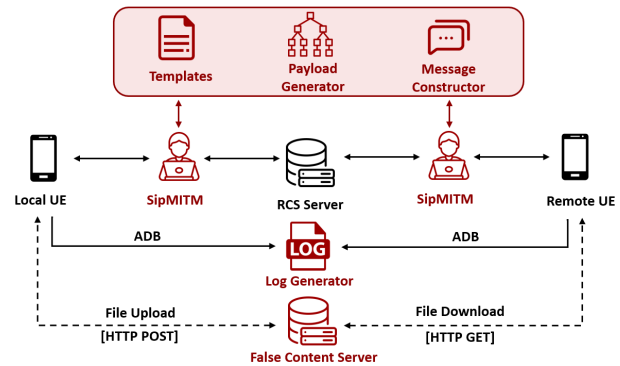 Templates
Payload
Generator
Message
Constructor
Local UE
SipMITM
RCS Server
SipMITM
Remote UE
ADB
LOG
ADB
Log Generator
File Upload
[HTTP POST]
File Download
[HTTP GET]
False Content Server